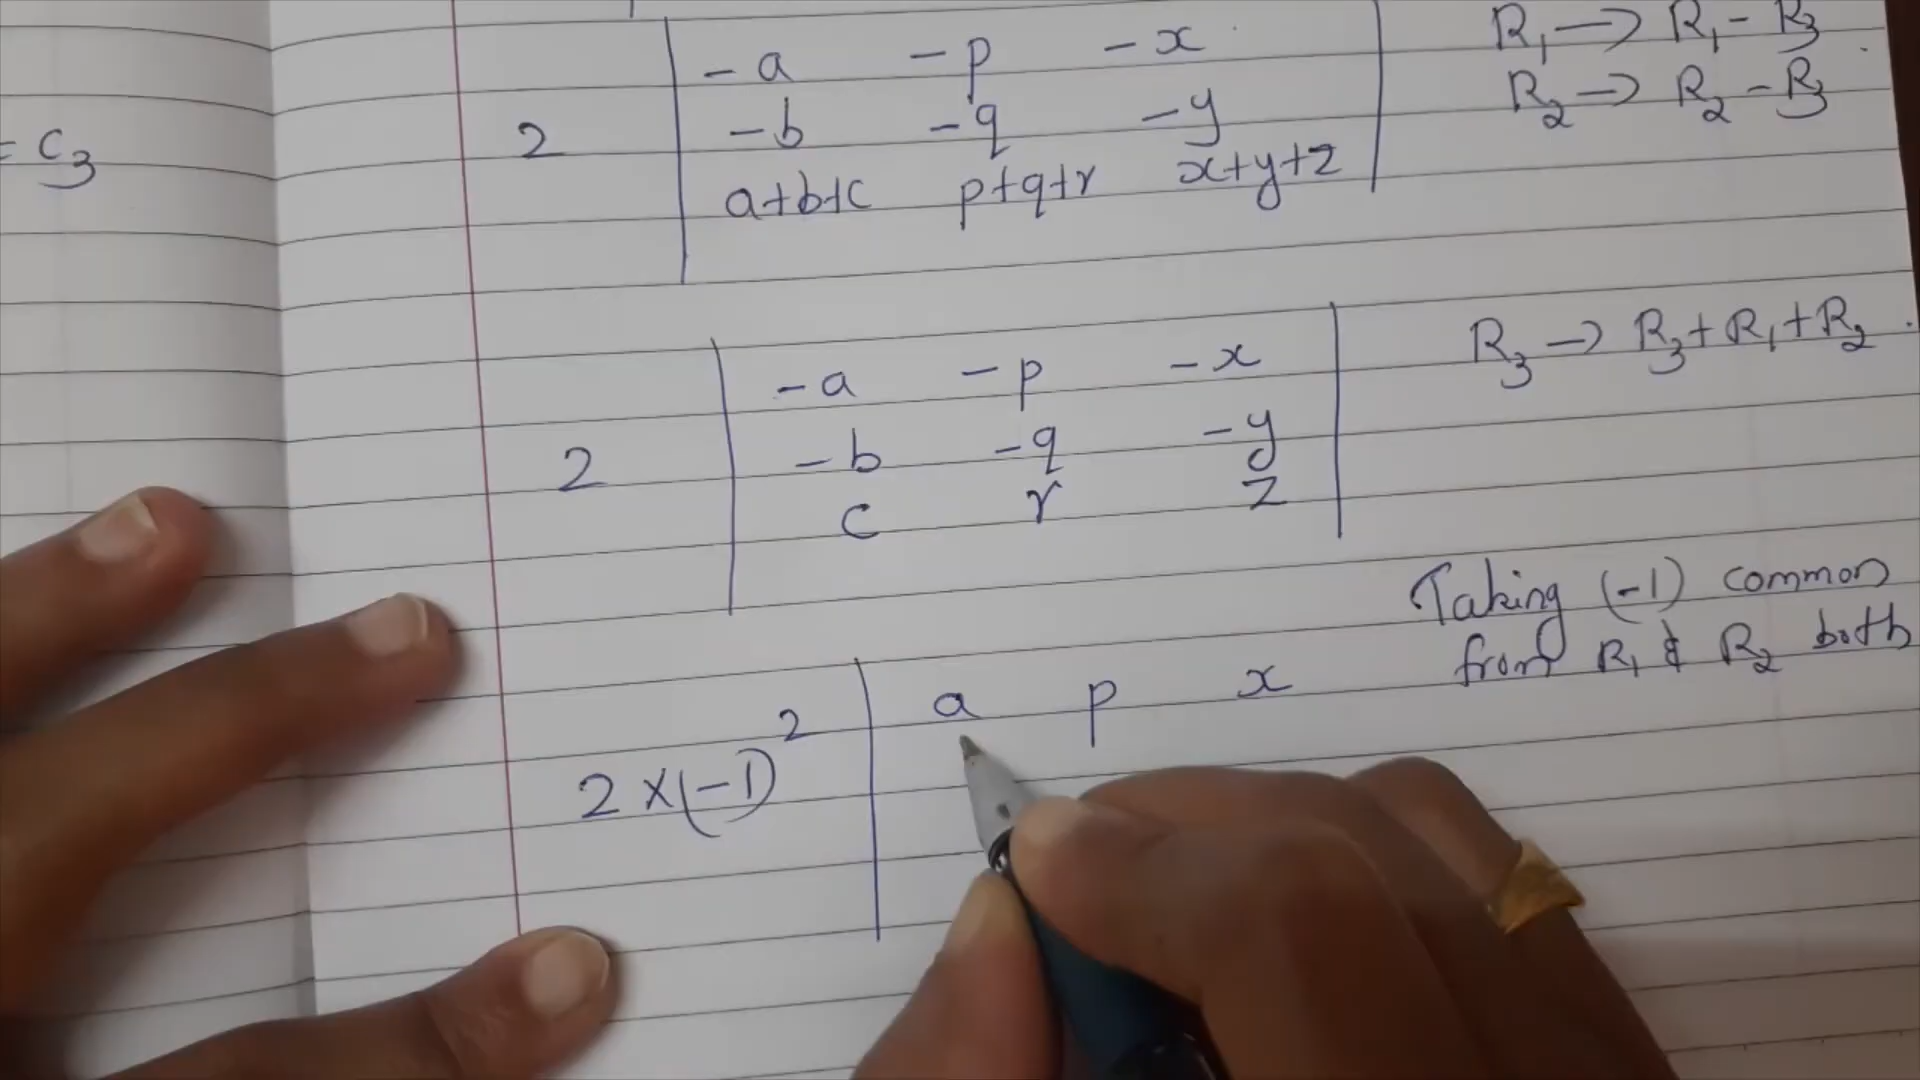 -a -p -x R₁ → R₁ - R₃
2 -b -q -y R₂ → R₂ - R₃
= C₃ a+b+c p+q+r x+y+z
-a -p -x R₃ → R₃+R₁+R₂
2 -b -q -y
c r z
Taking (-1) common
from R₁ & R₂ both
a p x
2 x(-1)²